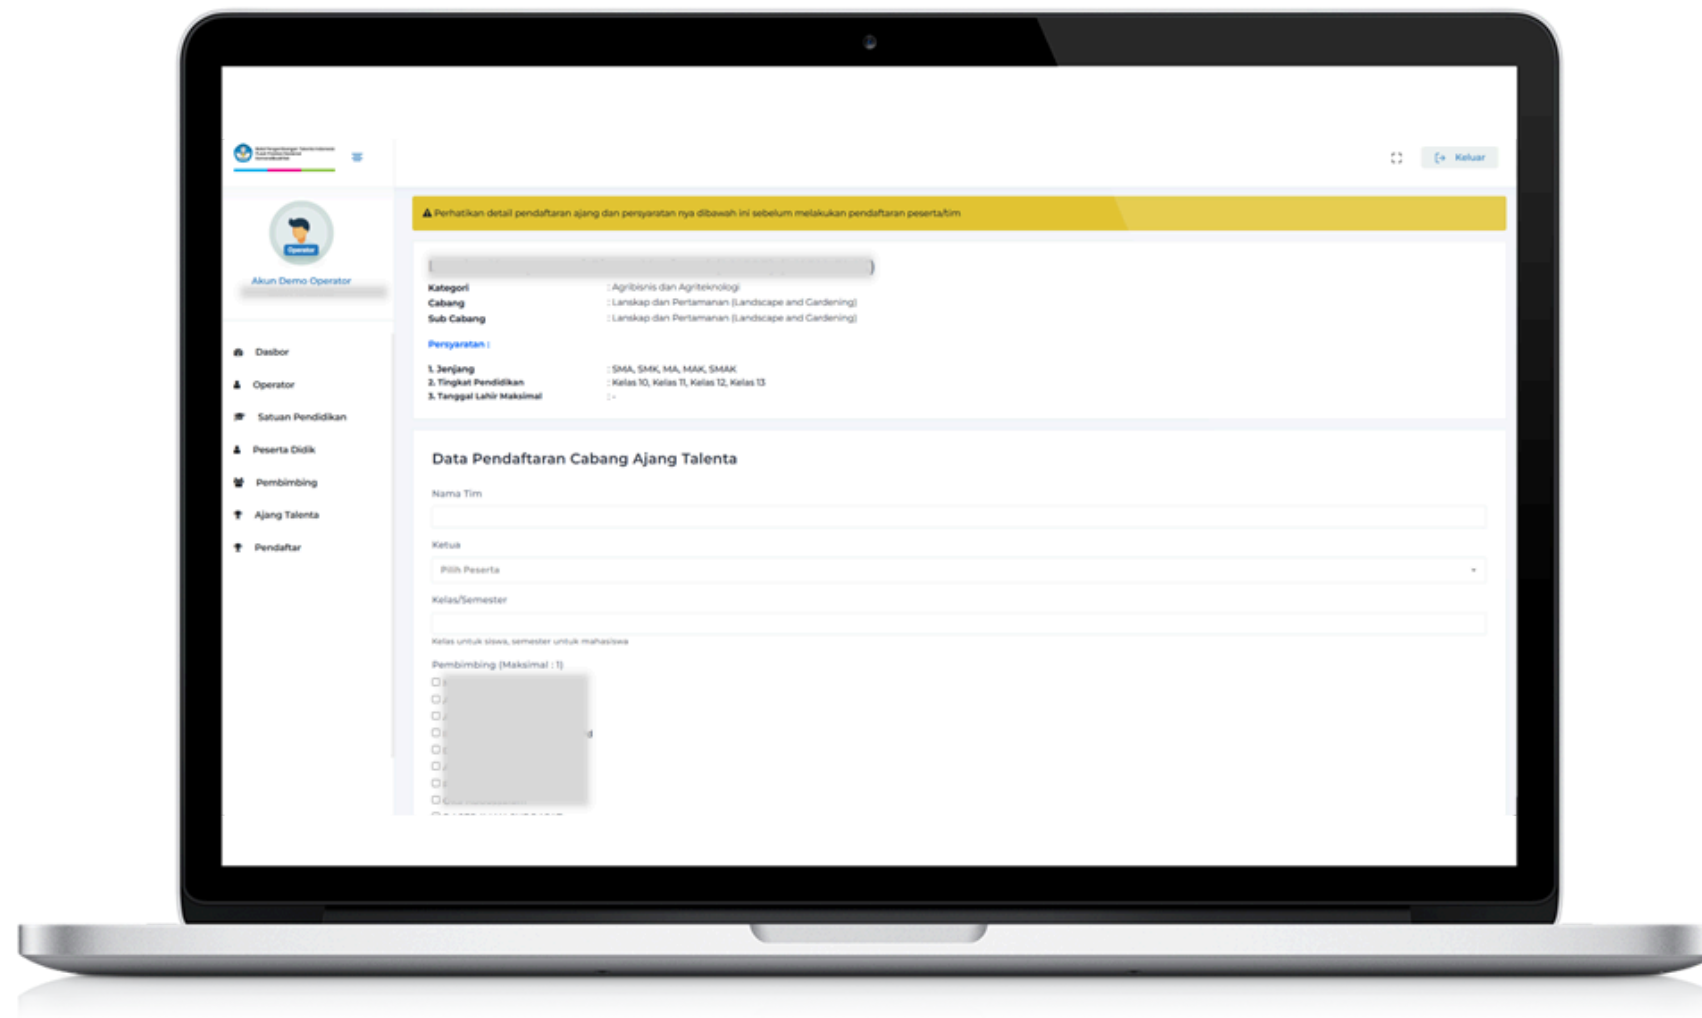 Keluar
Operator
Akun Demo Operator
Dasbor
Operator
Satuan Pendidikan
Peserta Didik
Pembimbing
Ajang Talenta
Pendaftar
Perhatikan detail pendaftaran ajang dan persyaratan nya dibawah ini sebelum melakukan pendaftaran peserta/tim
)
Kategori : Agribisnis dan Agriteknologi
Cabang : Lanskap dan Pertamanan (Landscape and Gardening)
Sub Cabang : Lanskap dan Pertamanan (Landscape and Gardening)
Persyaratan :
1. Jenjang : SMA, SMK, MA, MAK, SMAK
2. Tingkat Pendidikan : Kelas 10, Kelas 11, Kelas 12, Kelas 13
3. Tanggal Lahir Maksimal : -
Data Pendaftaran Cabang Ajang Talenta
Nama Tim
Ketua
Pilih Peserta
Kelas/Semester
Kelas untuk siswa, semester untuk mahasiswa
Pembimbing (Maksimal : 1)